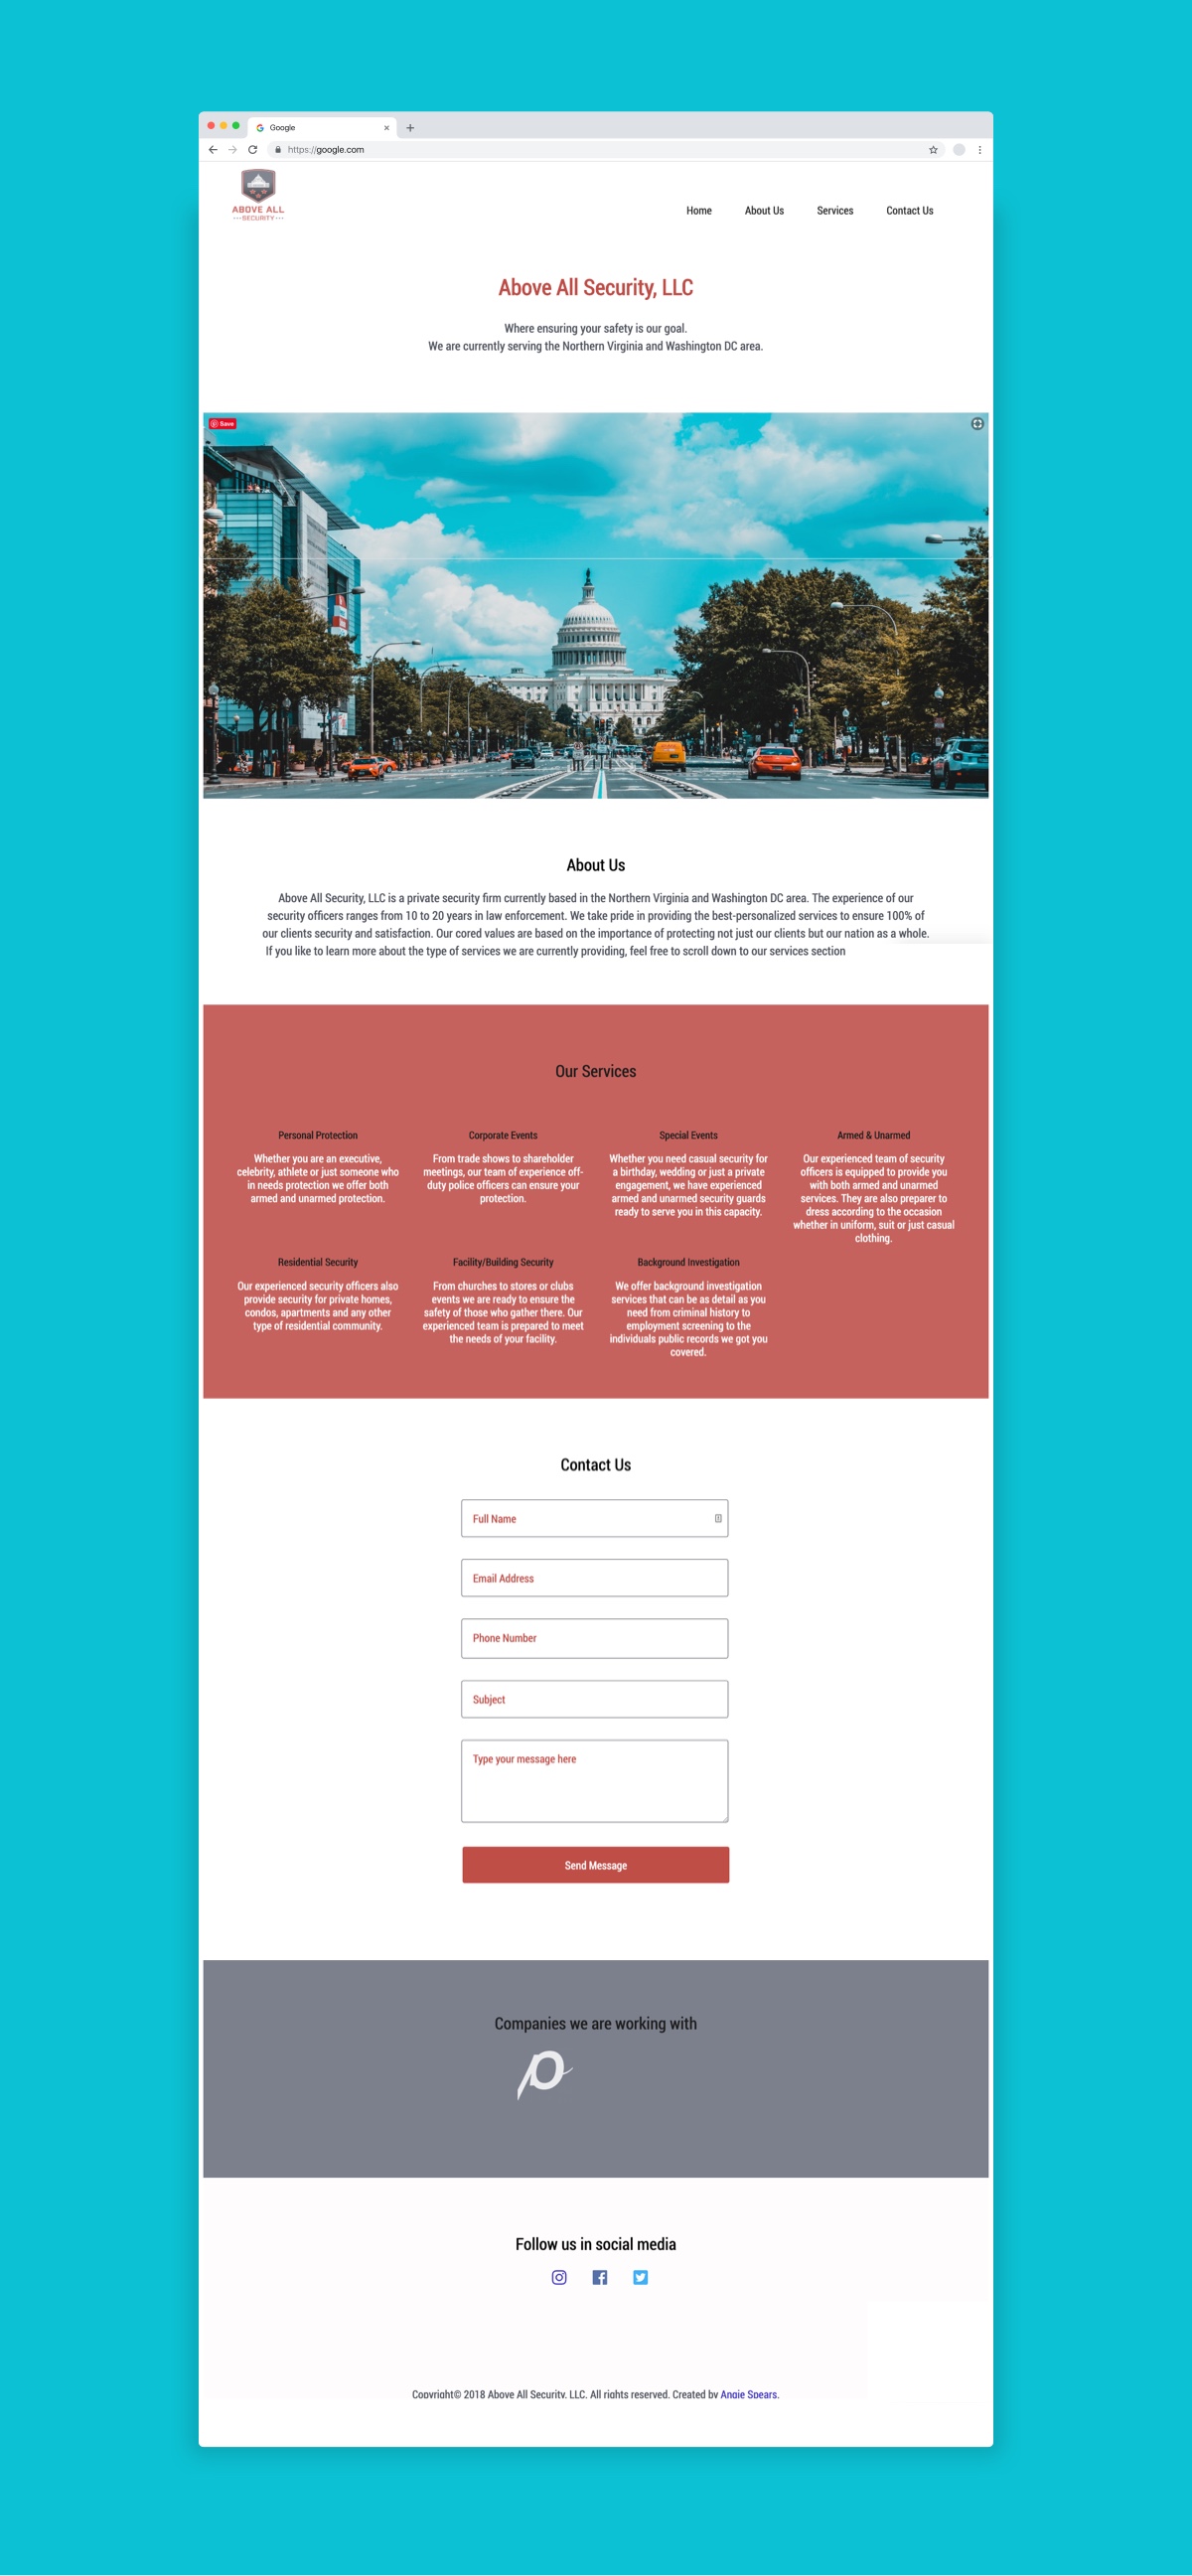 Google
https://google.com
ABOVE ALL
SECURITY
Home
About Us
Services
Contact Us
Above All Security, LLC
Where ensuring your safety is our goal.
We are currently serving the Northern Virginia and Washington DC area.
Save
About Us
Above All Security, LLC is a private security firm currently based in the Northern Virginia and Washington DC area. The experience of our
security officers ranges from 10 to 20 years in law enforcement. We take pride in providing the best-personalized services to ensure 100% of
our clients security and satisfaction. Our cored values are based on the importance of protecting not just our clients but our nation as a whole.
If you like to learn more about the type of services we are currently providing, feel free to scroll down to our services section
Our Services
Personal Protection
Whether you are an executive,
celebrity, athlete or just someone who
in needs protection we offer both
armed and unarmed protection.
Corporate Events
From trade shows to shareholder
meetings, our team of experience off-
duty police officers can ensure your
protection.
Special Events
Whether you need casual security for
a birthday, wedding or just a private
engagement, we have experienced
armed and unarmed security guards
ready to serve you in this capacity.
Armed & Unarmed
Our experienced team of security
officers is equipped to provide you
with both armed and unarmed
services. They are also preparer to
dress according to the occasion
whether in uniform, suit or just casual
clothing.
Residential Security
Our experienced security officers also
provide security for private homes,
condos, apartments and any other
type of residential community.
Facility/Building Security
From churches to stores or clubs
events we are ready to ensure the
safety of those who gather there. Our
experienced team is prepared to meet
the needs of your facility.
Background Investigation
We offer background investigation
services that can be as detail as you
need from criminal history to
employment screening to the
individuals public records we got you
covered.
Contact Us
Full Name
Email Address
Phone Number
Subject
Type your message here
Send Message
Companies we are working with
Follow us in social media
Copyright© 2018 Above All Security, LLC. All rights reserved. Created by Angie Spears.